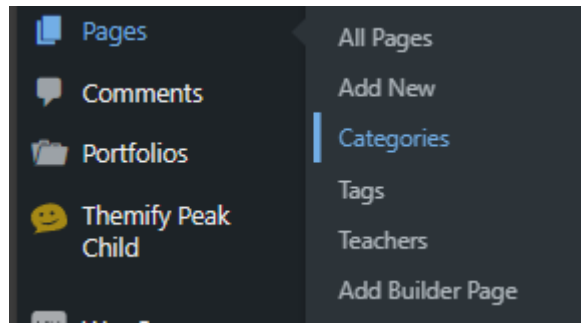 Pages
Comments
Portfolios
Themify Peak
Child
All Pages
Add New
Categories
Tags
Teachers
Add Builder Page